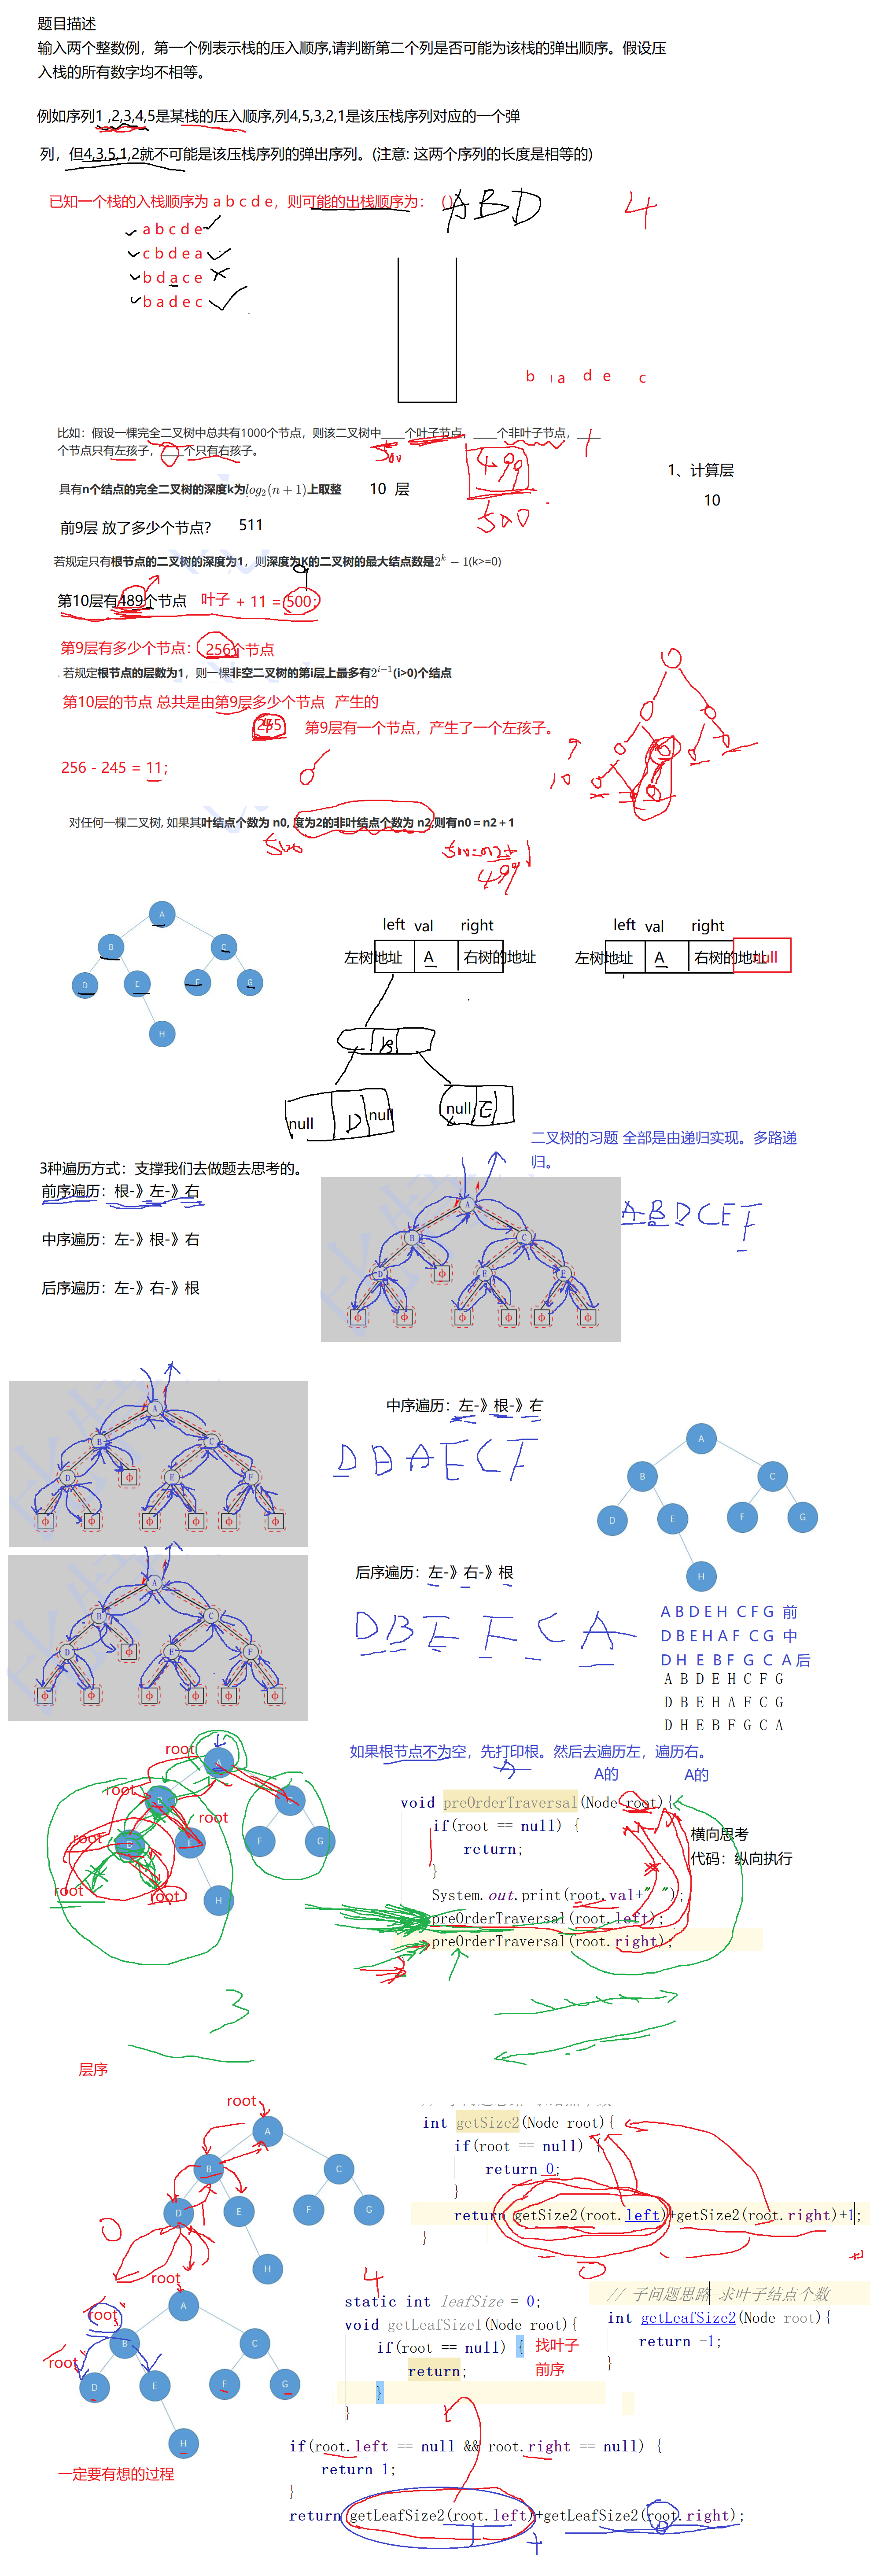 题目描述
输入两个整数例，第一个例表示栈的压入顺序,请判断第二个列是否可能为该栈的弹出顺序。假设压
入栈的所有数字均不相等。
例如序列1 ,2,3,4,5是某栈的压入顺序,列4,5,3,2,1是该压栈序列对应的一个弹
列，但4,3.5,1,2就不可能是该压栈序列的弹出序列。(注意: 这两个序列的长度是相等的)
已知一个栈的入栈顺序为 a b c d e，则可能的出栈顺序为：（）
ABD
4
a b c d e
c b d e a
b d a c e
b a d e c
b a d e c
比如：假设一棵完全二叉树中总共有1000个节点，则该二叉树中____个叶子节点，____个非叶子节点，____
个节点只有左孩子，____个只有右孩子。
500
499
500
1
1、计算层
10
具有n个结点的完全二叉树的深度k为log2(n + 1)上取整
10 层
前9层 放了多少个节点？ 511
若规定只有根节点的二叉树的深度为1，则深度为K的二叉树的最大结点数是2^k − 1(k>=0)
9
第10层有489个节点 叶子 + 11 = 500;
第9层有多少个节点： 256个节点
. 若规定根节点的层数为1，则一棵非空二叉树的第i层上最多有2^i−1(i>0)个结点
第10层的节点 总共是由第9层多少个节点 产生的
第9层有一个节点，产生了一个左孩子。
10
256 - 245 = 11;
对任何一棵二叉树, 如果其叶结点个数为 n0, 度为2的非叶结点个数为 n2,则有n0＝n2＋1
500
500=n2+1
499
A
B C
D E F G
H
left val right
左树地址 A 右树的地址
left val right
左树地址 A 右树的地址
null
B
null D null
null E
二叉树的习题 全部是由递归实现。多路递
归。
3种遍历方式：支撑我们去做题去思考的。
前序遍历：根-》左-》右
中序遍历：左-》根-》右
后序遍历：左-》右-》根
A
B C
D Φ E F
Φ Φ Φ Φ Φ Φ
ABDCEF
A
B C
D Φ E F
Φ Φ Φ Φ Φ Φ
中序遍历：左-》根-》右
DBAECF
A
B C
D E F G
H
A
B C
D Φ E F
Φ Φ Φ Φ Φ Φ
后序遍历：左-》右-》根
DBEFCA
A B D E H C F G 前
D B E H A F C G 中
D H E B F G C A 后
A B D E H C F G
D B E H A F C G
D H E B F G C A
如果根节点不为空，先打印根。然后去遍历左，遍历右。
A A的 A的
root A
root B C
root D E root F G
root root H
void preOrderTraversal(Node root){
if(root == null) {
return;
}
System.out.print(root.val+" ");
preOrderTraversal(root.left);
preOrderTraversal(root.right);
横向思考
代码：纵向执行
3
层序
root
A
B C
D E F G
H
0
int getSize2(Node root){
if(root == null) {
return 0;
}
return getSize2(root.left)+getSize2(root.right)+1;
}
0
root
A
root
B C
root
D E F G
H
一定要有想的过程
4
static int leafSize = 0;
void getLeafSize1(Node root){
if(root == null) {
return;
}
}
找叶子
前序
// 子问题思路-求叶子结点个数
int getLeafSize2(Node root){
return -1;
}
if(root.left == null && root.right == null) {
return 1;
}
return getLeafSize2(root.left)+getLeafSize2(root.right);
+